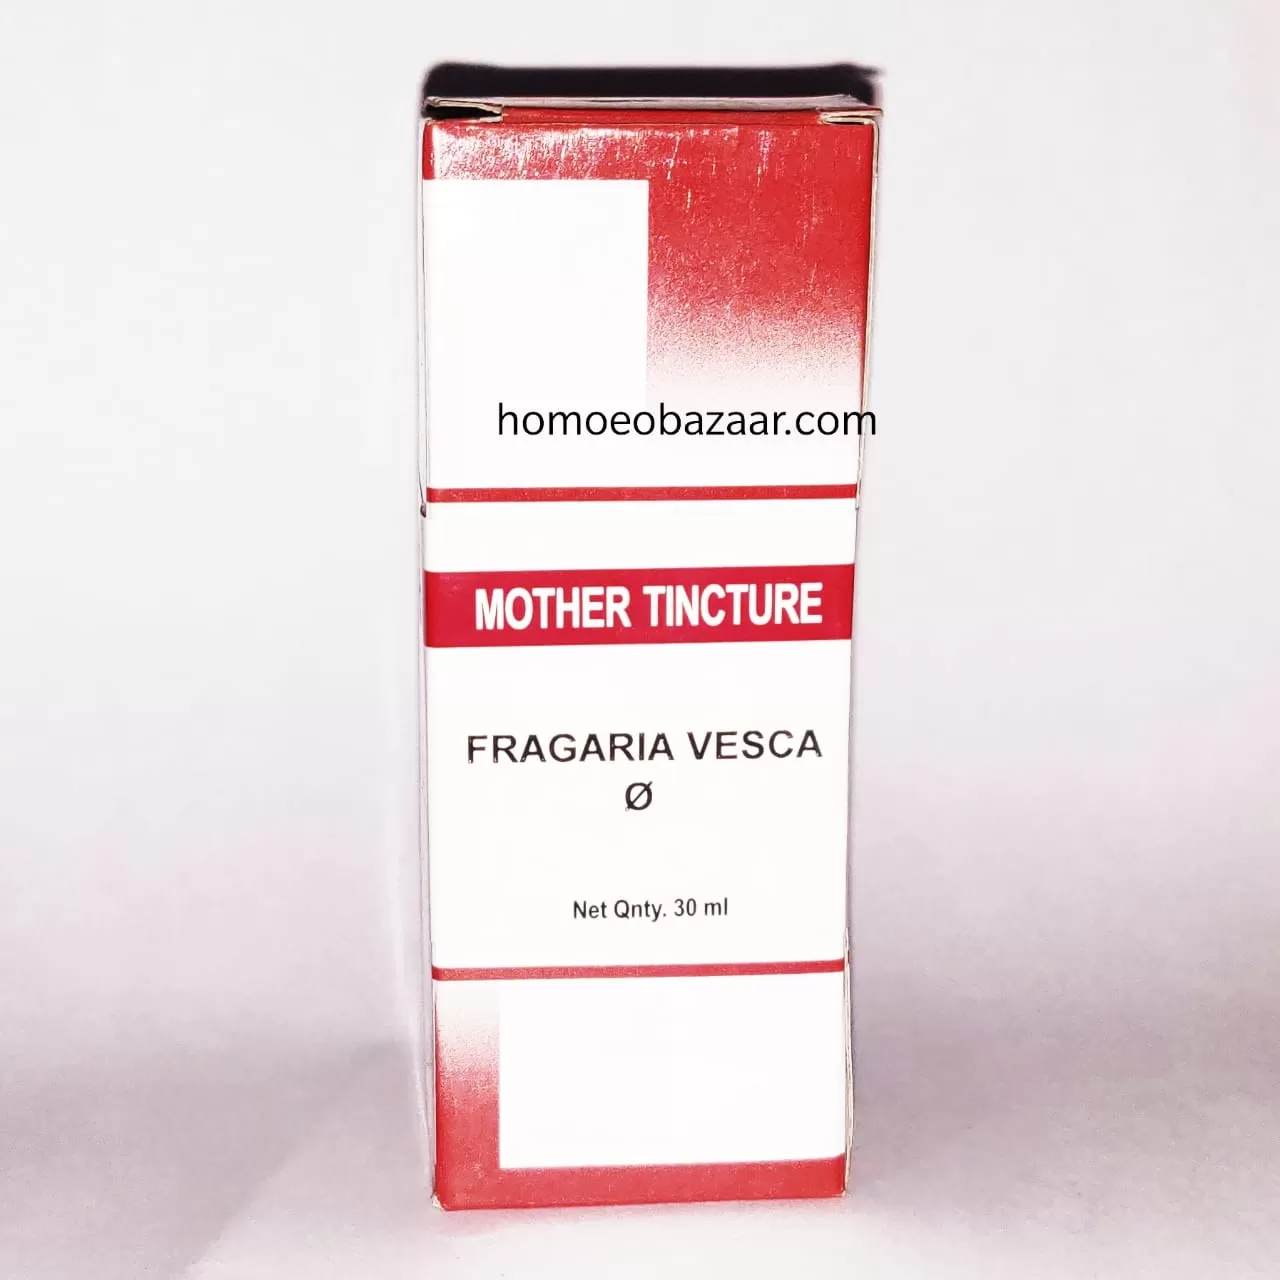 homoeobazaar.com
MOTHER TINCTURE
FRAGARIA VESCA
Ø
Net Qnty. 30 ml